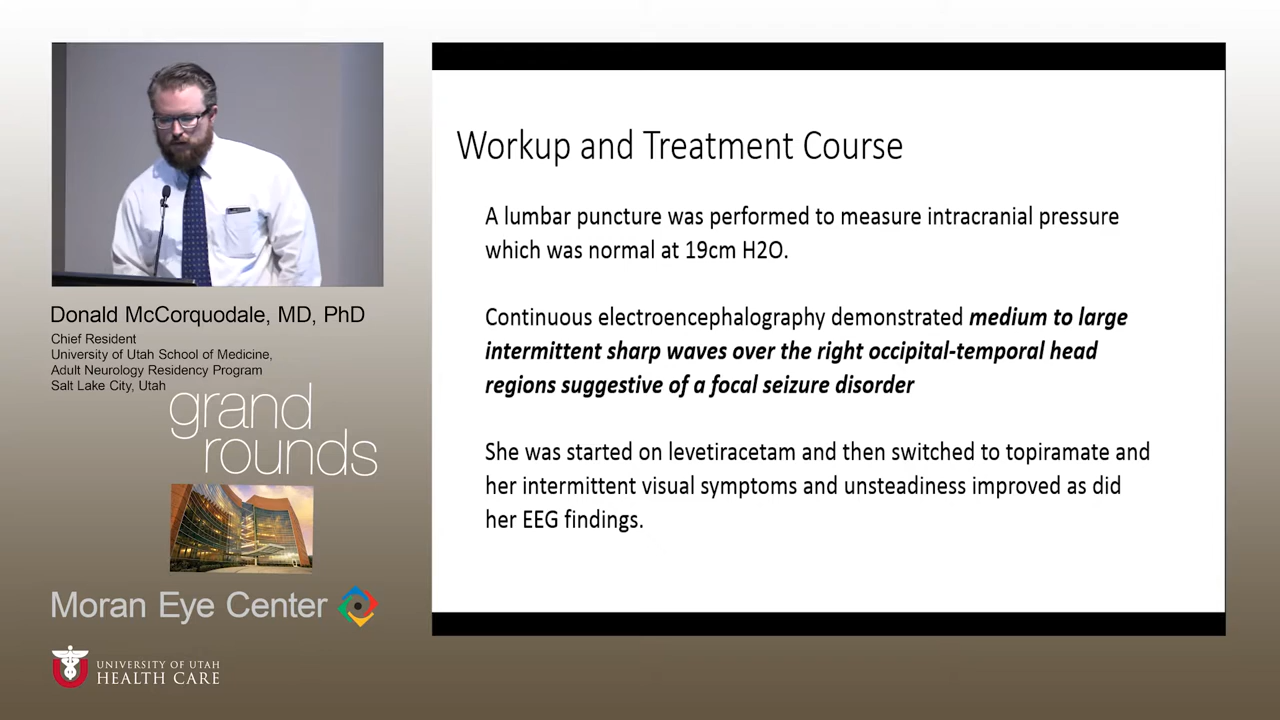 Workup and Treatment Course
A lumbar puncture was performed to measure intracranial pressure
which was normal at 19cm H2O.
Continuous electroencephalography demonstrated medium to large
intermittent sharp waves over the right occipital-temporal head
regions suggestive of a focal seizure disorder
She was started on levetiracetam and then switched to topiramate and
her intermittent visual symptoms and unsteadiness improved as did
her EEG findings.
Donald McCorquodale, MD, PhD
Chief Resident
University of Utah School of Medicine,
Adult Neurology Residency Program
Salt Lake City, Utah
grand
rounds
Moran Eye Center
U
UNIVERSITY OF UTAH
HEALTH CARE